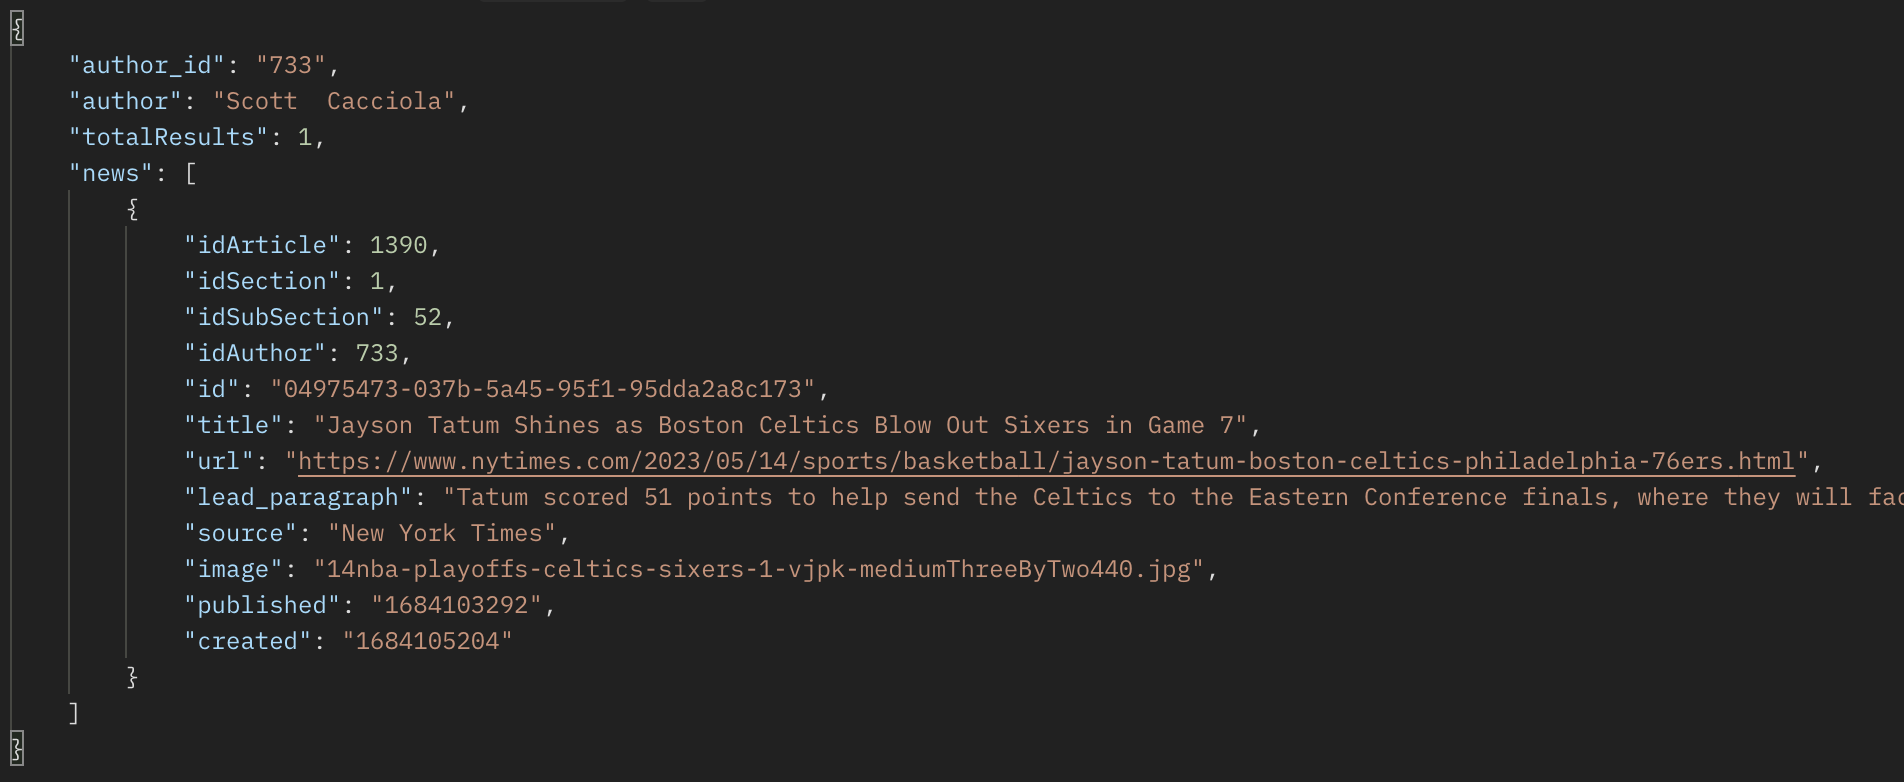 {
    "author_id": "733",
    "author": "Scott  Cacciola",
    "totalResults": 1,
    "news": [
        {
            "idArticle": 1390,
            "idSection": 1,
            "idSubSection": 52,
            "idAuthor": 733,
            "id": "04975473-037b-5a45-95f1-95dda2a8c173",
            "title": "Jayson Tatum Shines as Boston Celtics Blow Out Sixers in Game 7",
            "url": "https://www.nytimes.com/2023/05/14/sports/basketball/jayson-tatum-boston-celtics-philadelphia-76ers.html",
            "lead_paragraph": "Tatum scored 51 points to help send the Celtics to the Eastern Conference finals, where they will
            "source": "New York Times",
            "image": "14nba-playoffs-celtics-sixers-1-vjpk-mediumThreeByTwo440.jpg",
            "published": "1684103292",
            "created": "1684105204"
        }
    ]
}